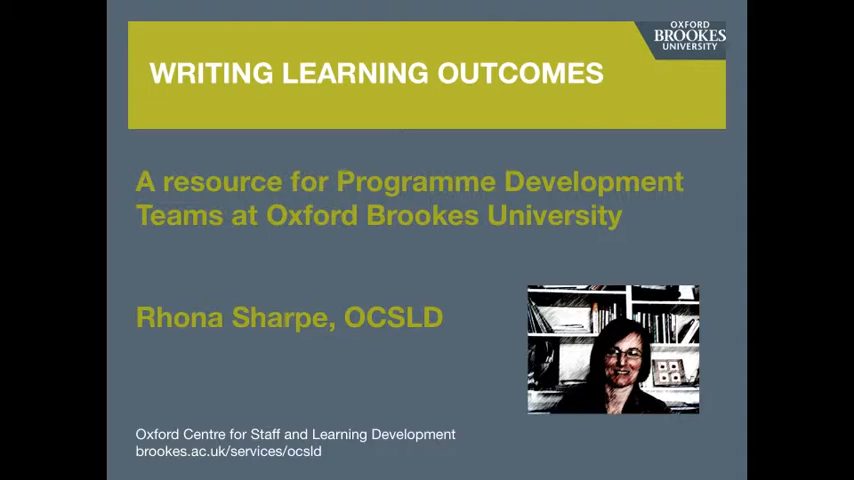 OXFORD
BROOKES
UNIVERSITY
WRITING LEARNING OUTCOMES
A resource for Programme Development
Teams at Oxford Brookes University
Rhona Sharpe, OCSLD
Oxford Centre for Staff and Learning Development
brookes.ac.uk/services/ocsld